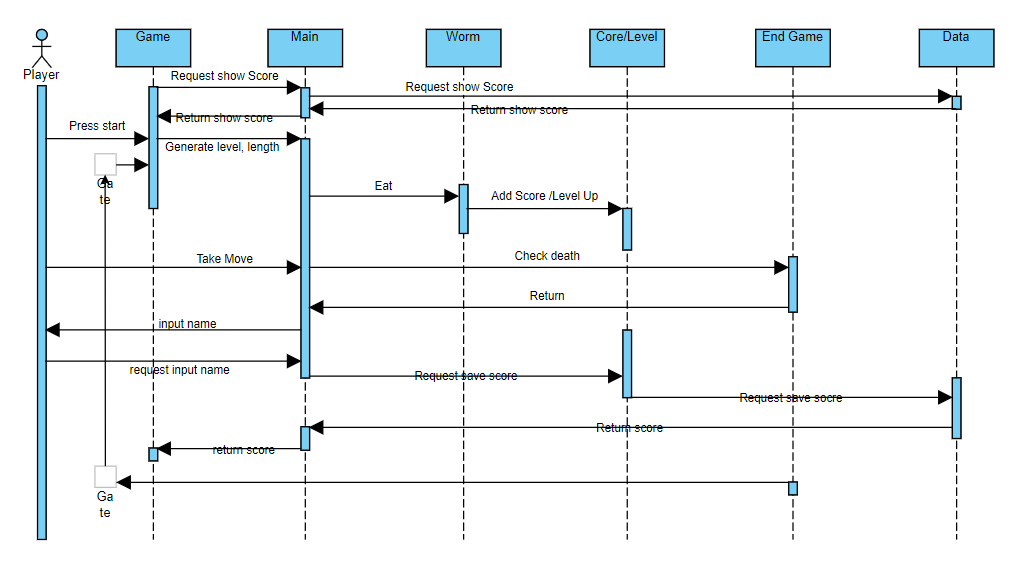 Game
Main
Worm
Core/Level
End Game
Data
Player
Request show Score
Request show Score
Return show score
Return show score
Press start
Generate level, length
Ga
te
Eat
Add Score /Level Up
Take Move
Check death
Return
input name
request input name
Request save score
Request save socre
Return score
return score
Ga
te